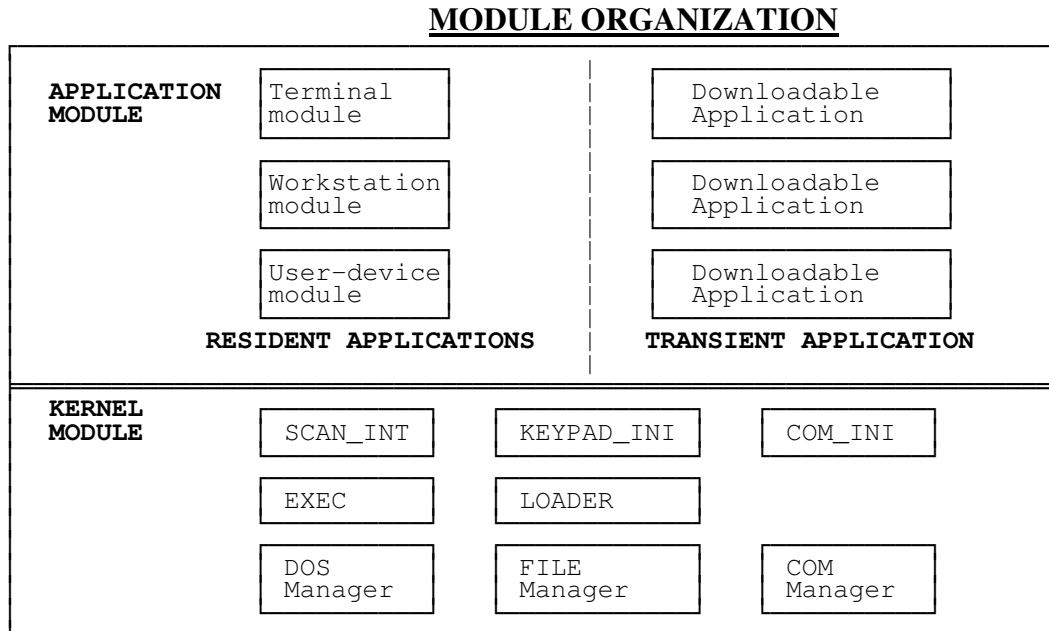 MODULE ORGANIZATION
APPLICATION MODULE
Terminal module
Downloadable Application
Workstation module
Downloadable Application
User-device module
Downloadable Application
RESIDENT APPLICATIONS
TRANSIENT APPLICATION
KERNEL MODULE
SCAN_INT
KEYPAD_INI
COM_INI
EXEC
LOADER
DOS Manager
FILE Manager
COM Manager